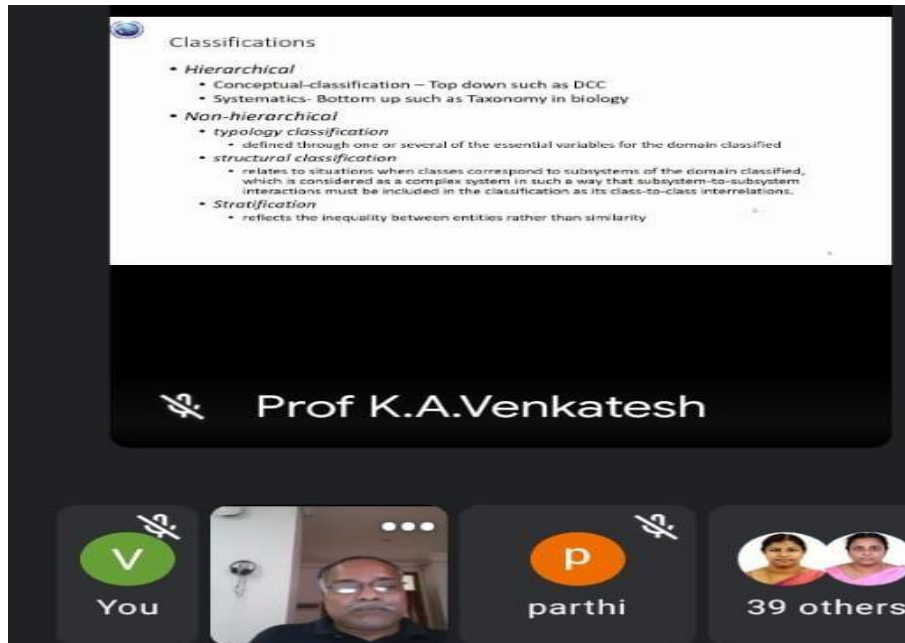 Classifications
• Hierarchical
• Conceptual-classification – Top down such as DCC
• Systematics- Bottom up such as Taxonomy in biology
• Non-hierarchical
• typology classification
• defined through one or several of the essential variables for the domain classified
• structural classification
• relates to situations when classes correspond to subsystems of the domain classified,
which is considered as a complex system in such a way that subsystem-to-subsystem
interactions must be included in the classification as its class-to-class interrelations.
• Stratification
• reflects the inequality between entities rather than similarity
Prof K.A.Venkatesh
V
You
p
parthi
39 others